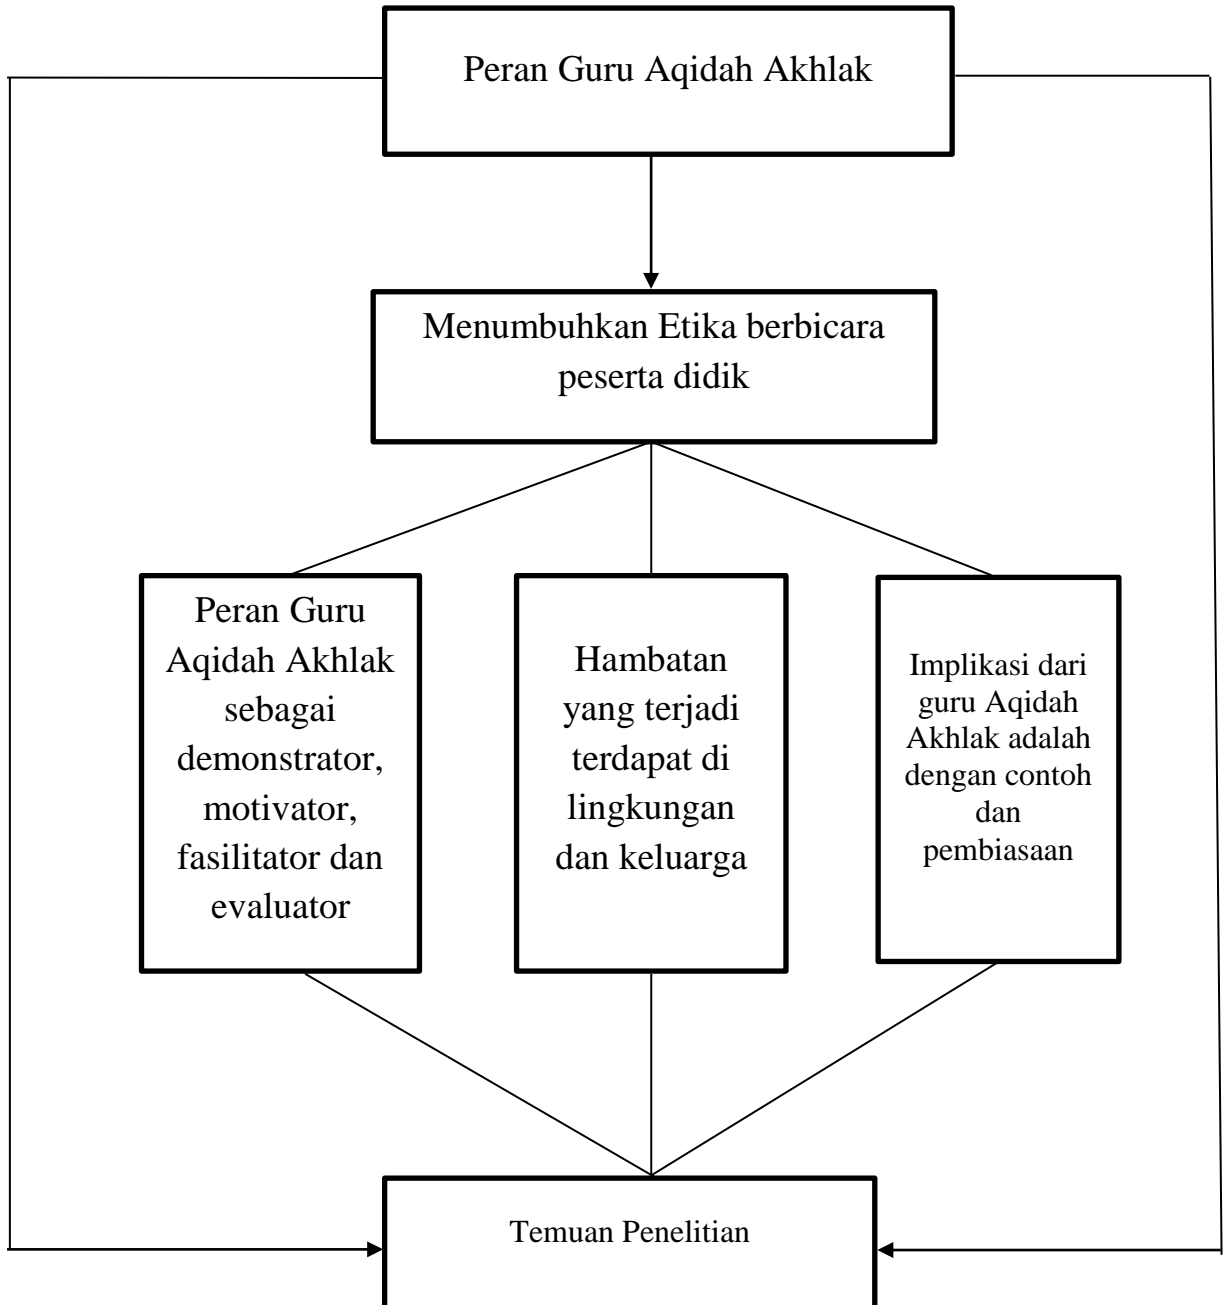 Peran Guru Aqidah Akhlak
Menumbuhkan Etika berbicara
peserta didik
Peran Guru
Aqidah Akhlak
sebagai
demonstrator,
motivator,
fasilitator dan
evaluator
Hambatan
yang terjadi
terdapat di
lingkungan
dan keluarga
Implikasi dari
guru Aqidah
Akhlak adalah
dengan contoh
dan
pembiasaan
Temuan Penelitian